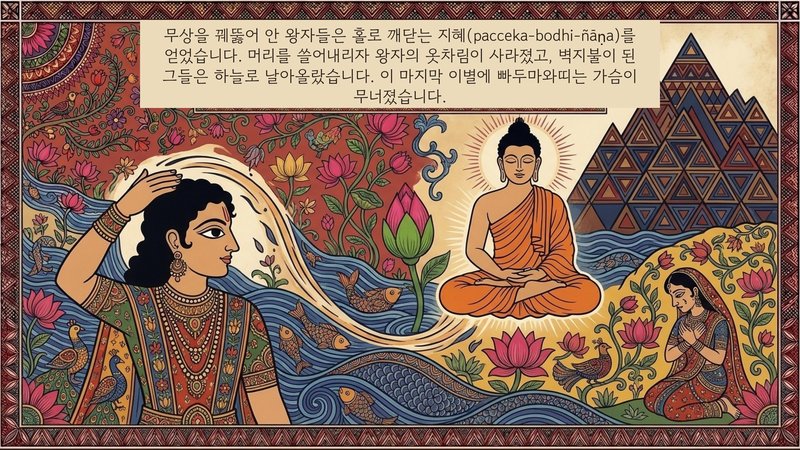 무상을 꿰뚫어 안 왕자들은 홀로 깨닫는 지혜(pacceka-bodhi-ñāṇa)를
얻었습니다. 머리를 쓸어내리자 왕자의 옷차림이 사라졌고, 벽지불이 된
그들은 하늘로 날아올랐습니다. 이 마지막 이별에 빠두마와띠는 가슴이
무너졌습니다.